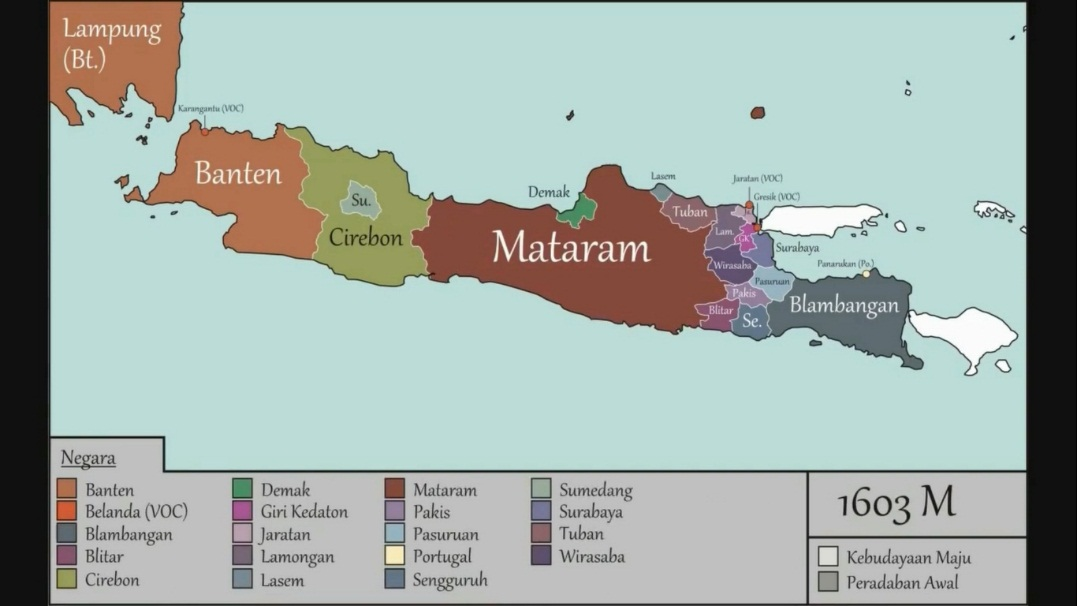 Lampung
(Bt.)
Karangantu (VOC)
Banten
Su.
Cirebon
Demak
Mataram
Lasem
Tuban
Jaratan (VOC)
Gresik (VOC)
Lam.
GK
Surabaya
Wirasaba
Panarukan (Po.)
Pasuruan
Pakis
Blitar
Se.
Blambangan
Negara
Banten
Belanda (VOC)
Blambangan
Blitar
Cirebon
Demak
Giri Kedaton
Jaratan
Lamongan
Lasem
Mataram
Pakis
Pasuruan
Portugal
Sengguruh
Sumedang
Surabaya
Tuban
Wirasaba
1603 M
Kebudayaan Maju
Peradaban Awal